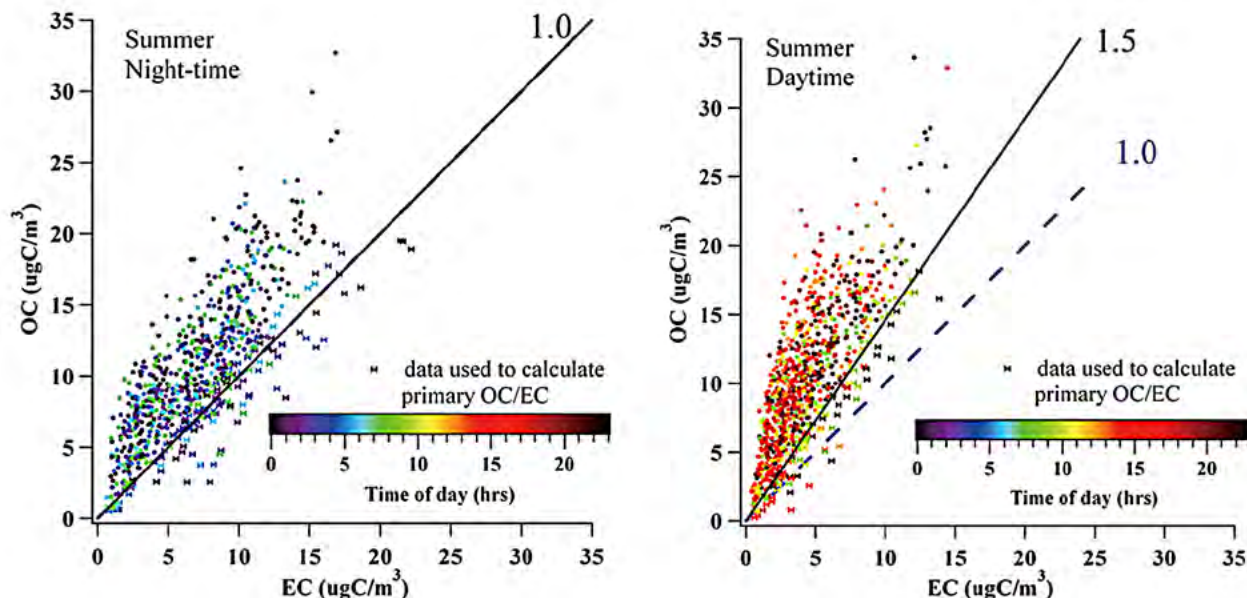 Summer
Night-time
1.0
35
30
25
20
15
10
5
0
OC (ugC/m³)
data used to calculate
primary OC/EC
0 5 10 15 20
Time of day (hrs)
0 5 10 15 20 25 30 35
EC (ugC/m³)
Summer
Daytime
1.5
1.0
35
30
25
20
15
10
5
0
OC (ugC/m³)
data used to calculate
primary OC/EC
0 5 10 15 20
Time of day (hrs)
0 5 10 15 20 25 30 35
EC (ugC/m³)